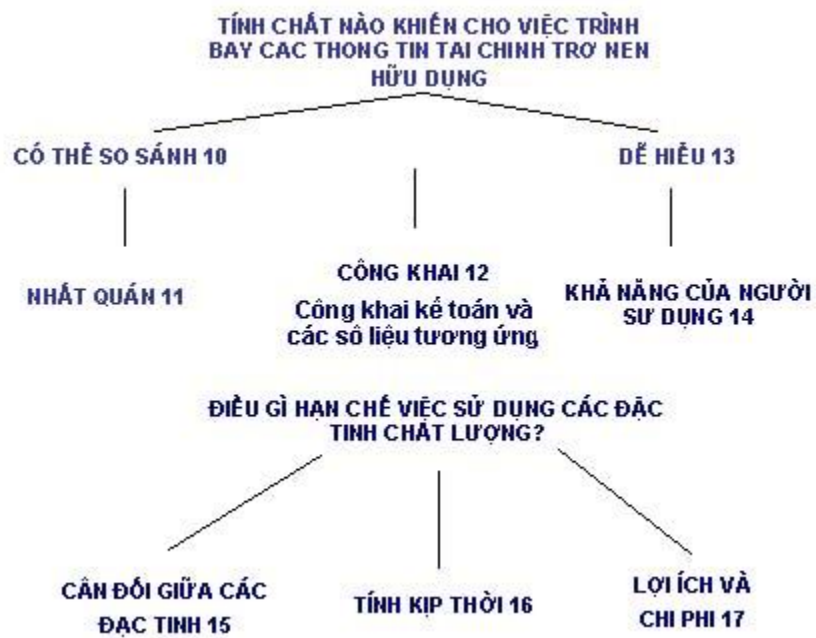 TÍNH CHẤT NÀO KHIẾN CHO VIỆC TRÌNH
BAY CAC THONG TIN TAI CHINH TRƠ NEN
HỮU DỤNG
CÓ THỂ SO SÁNH 10
DỄ HIỂU 13
NHẤT QUÁN 11
CÔNG KHAI 12
Công khai kế toán và
các số liệu tương ứng
KHẢ NĂNG CỦA NGƯỜI
SƯ DỤNG 14
ĐIỀU GÌ HẠN CHẾ VIỆC SỬ DỤNG CÁC ĐẶC
TINH CHẤT LƯỢNG?
CÂN ĐỐI GIỮA CÁC
ĐẠC TINH 15
TÍNH KỊP THỜI 16
LỢI ÍCH VÀ
CHI PHI 17